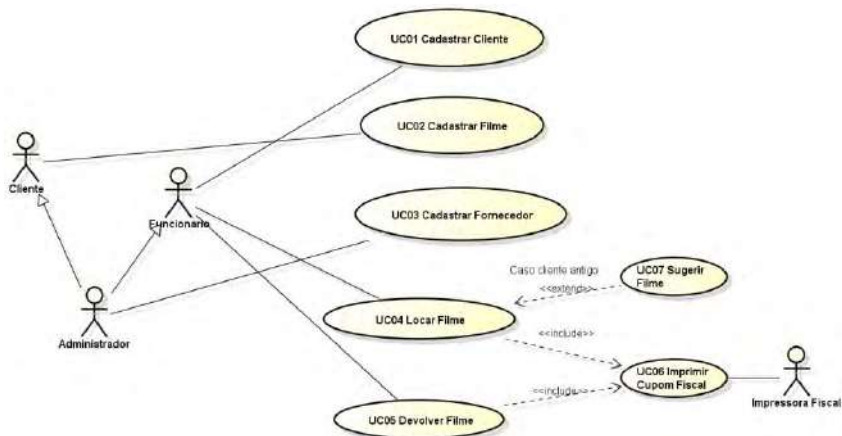 UC01 Cadastrar Cliente
UC02 Cadastrar Filme
Cliente
Funcionario
UC03 Cadastrar Fornecedor
Caso cliente antigo
<<extend>>
UC07 Sugerir
Filme
Administrador
UC04 Locar Filme
<<include>>
UC06 Imprimir
Cupom Fiscal
Impressora Fiscal
<<include>>
UC05 Devolver Filme